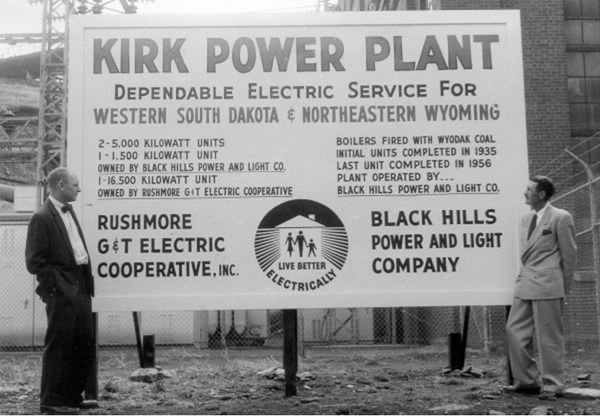 KIRK POWER PLANT
DEPENDABLE ELECTRIC SERVICE FOR
WESTERN SOUTH DAKOTA & NORTHEASTERN WYOMING
2-5,000 KILOWATT UNITS
1-1,500 KILOWATT UNIT
OWNED BY BLACK HILLS POWER AND LIGHT CO.
1-16,500 KILOWATT UNIT
OWNED BY RUSHMORE G&T ELECTRIC COOPERATIVE
BOILERS FIRED WITH WYODAK COAL
INITIAL UNITS COMPLETED IN 1935
LAST UNIT COMPLETED IN 1956
PLANT OPERATED BY...
BLACK HILLS POWER AND LIGHT CO.
RUSHMORE
G&T ELECTRIC
COOPERATIVE, INC.
LIVE BETTER
ELECTRICALLY
BLACK HILLS
POWER AND LIGHT
COMPANY